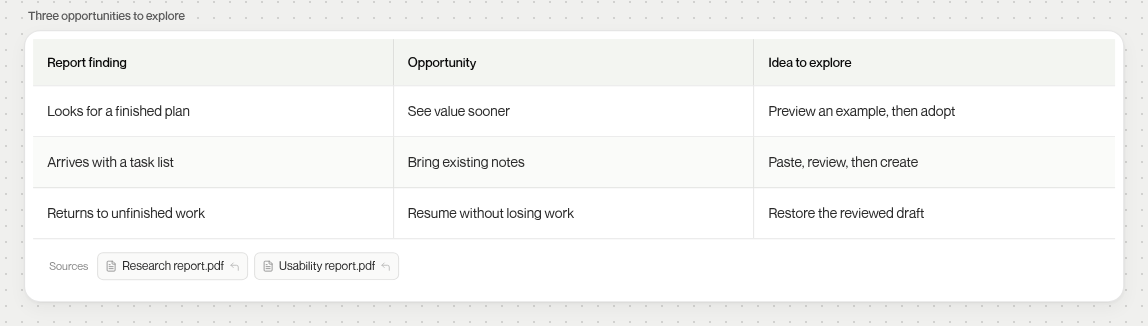 Three opportunities to explore
Report finding Opportunity Idea to explore
Looks for a finished plan See value sooner Preview an example, then adopt
Arrives with a task list Bring existing notes Paste, review, then create
Returns to unfinished work Resume without losing work Restore the reviewed draft
Sources Research report.pdf Usability report.pdf